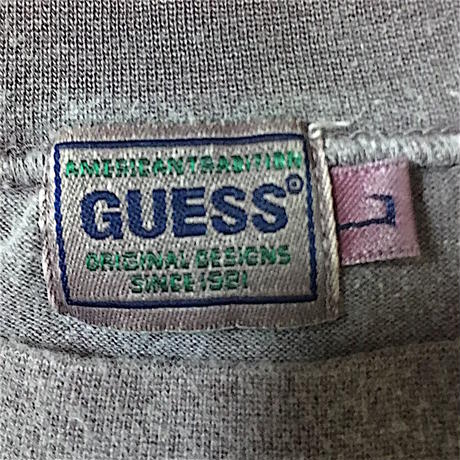 AMERICAN TRADITION
GUESS®
ORIGINAL DESIGNS
SINCE 1981
L